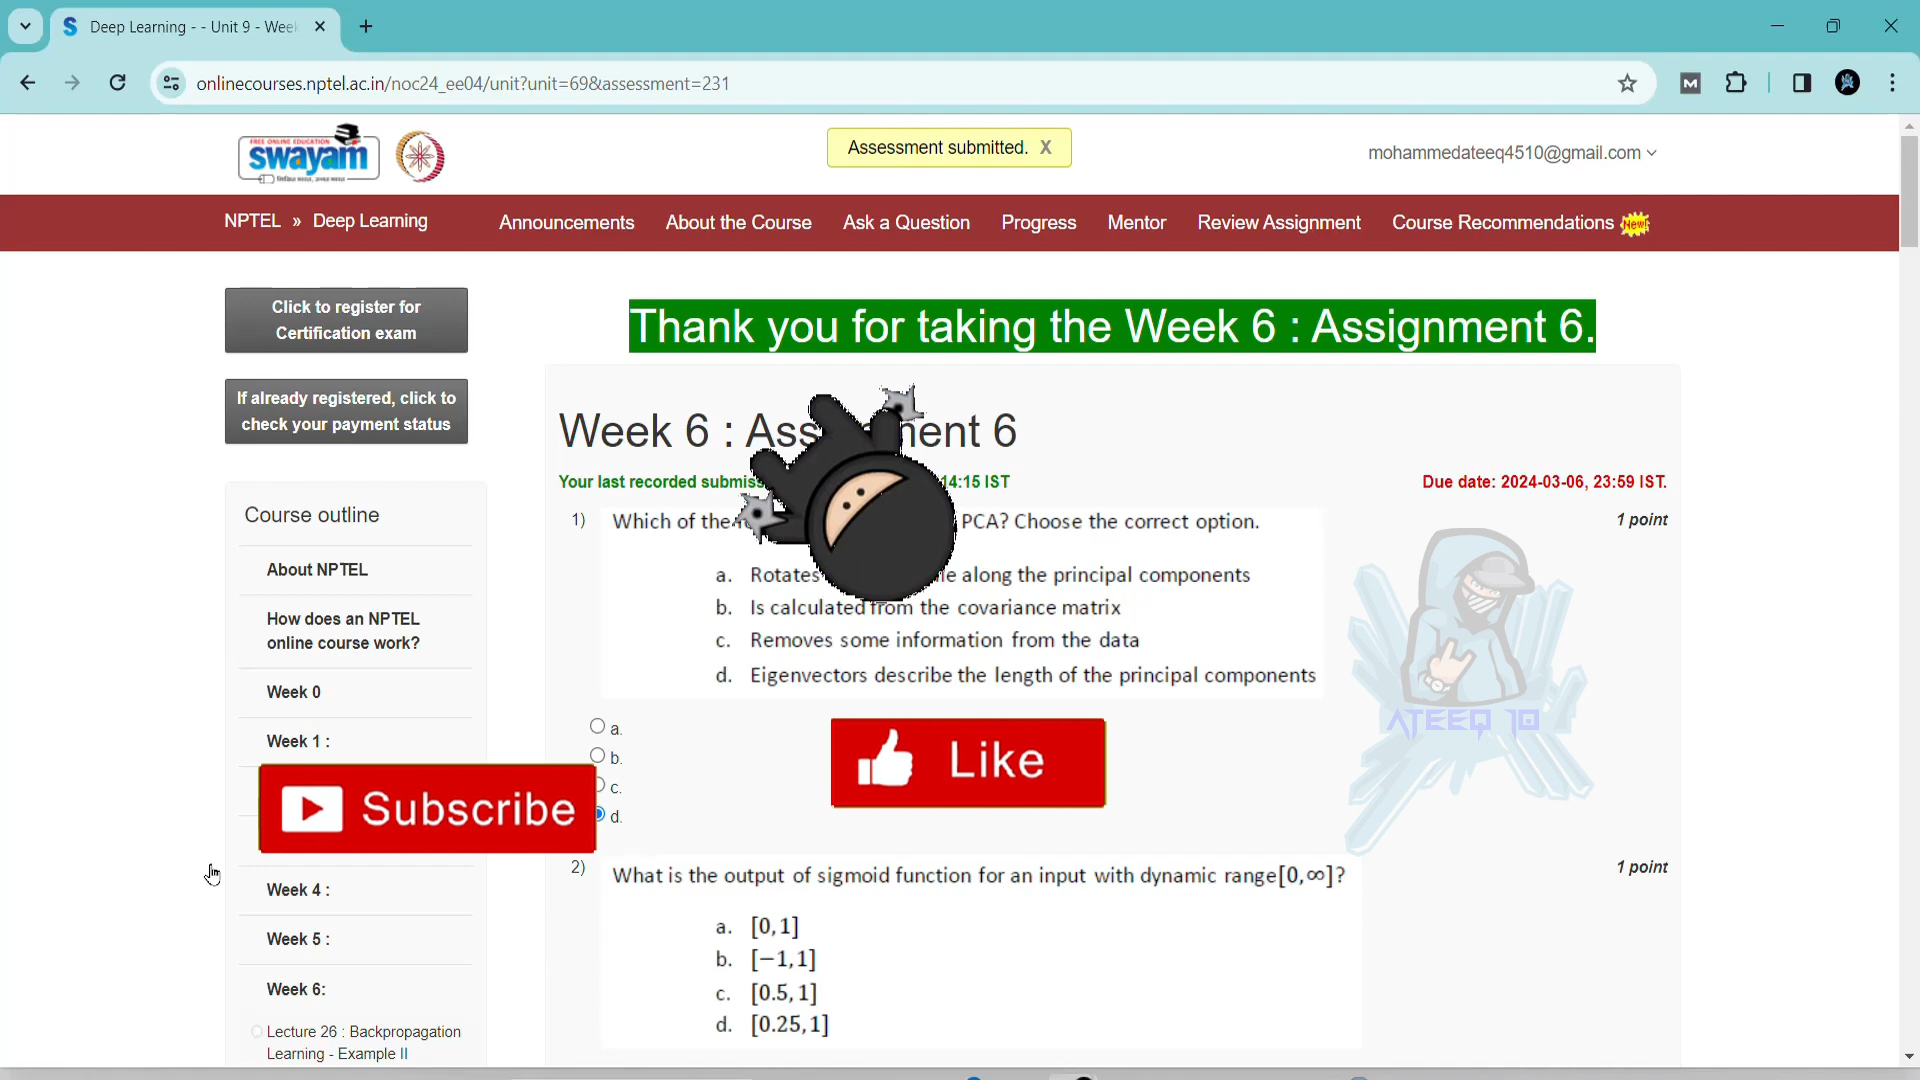 Deep Learning - - Unit 9 - Week
onlinecourses.nptel.ac.in/noc24_ee04/unit?unit=69&assessment=231
FREE ONLINE EDUCATION
swayam
Assessment submitted. X
mohammedateeq4510@gmail.com
NPTEL » Deep Learning
Announcements
About the Course
Ask a Question
Progress
Mentor
Review Assignment
Course Recommendations New!
Click to register for
Certification exam
If already registered, click to
check your payment status
Course outline
About NPTEL
How does an NPTEL
online course work?
Week 0
Week 1 :
Subscribe
Week 4 :
Week 5 :
Week 6:
Lecture 26 : Backpropagation
Learning - Example II
Thank you for taking the Week 6 : Assignment 6.
Week 6 : Assignment 6
Your last recorded 14:15 IST
Due date: 2024-03-06, 23:59 IST.
1) Which of the PCA? Choose the correct option.
1 point
a. Rotates along the principal components
b. Is calculated from the covariance matrix
c. Removes some information from the data
d. Eigenvectors describe the length of the principal components
a.
b.
c.
d.
Like
ATEEQ 10
2) What is the output of sigmoid function for an input with dynamic range[0,∞]?
1 point
a. [0,1]
b. [−1,1]
c. [0.5,1]
d. [0.25,1]